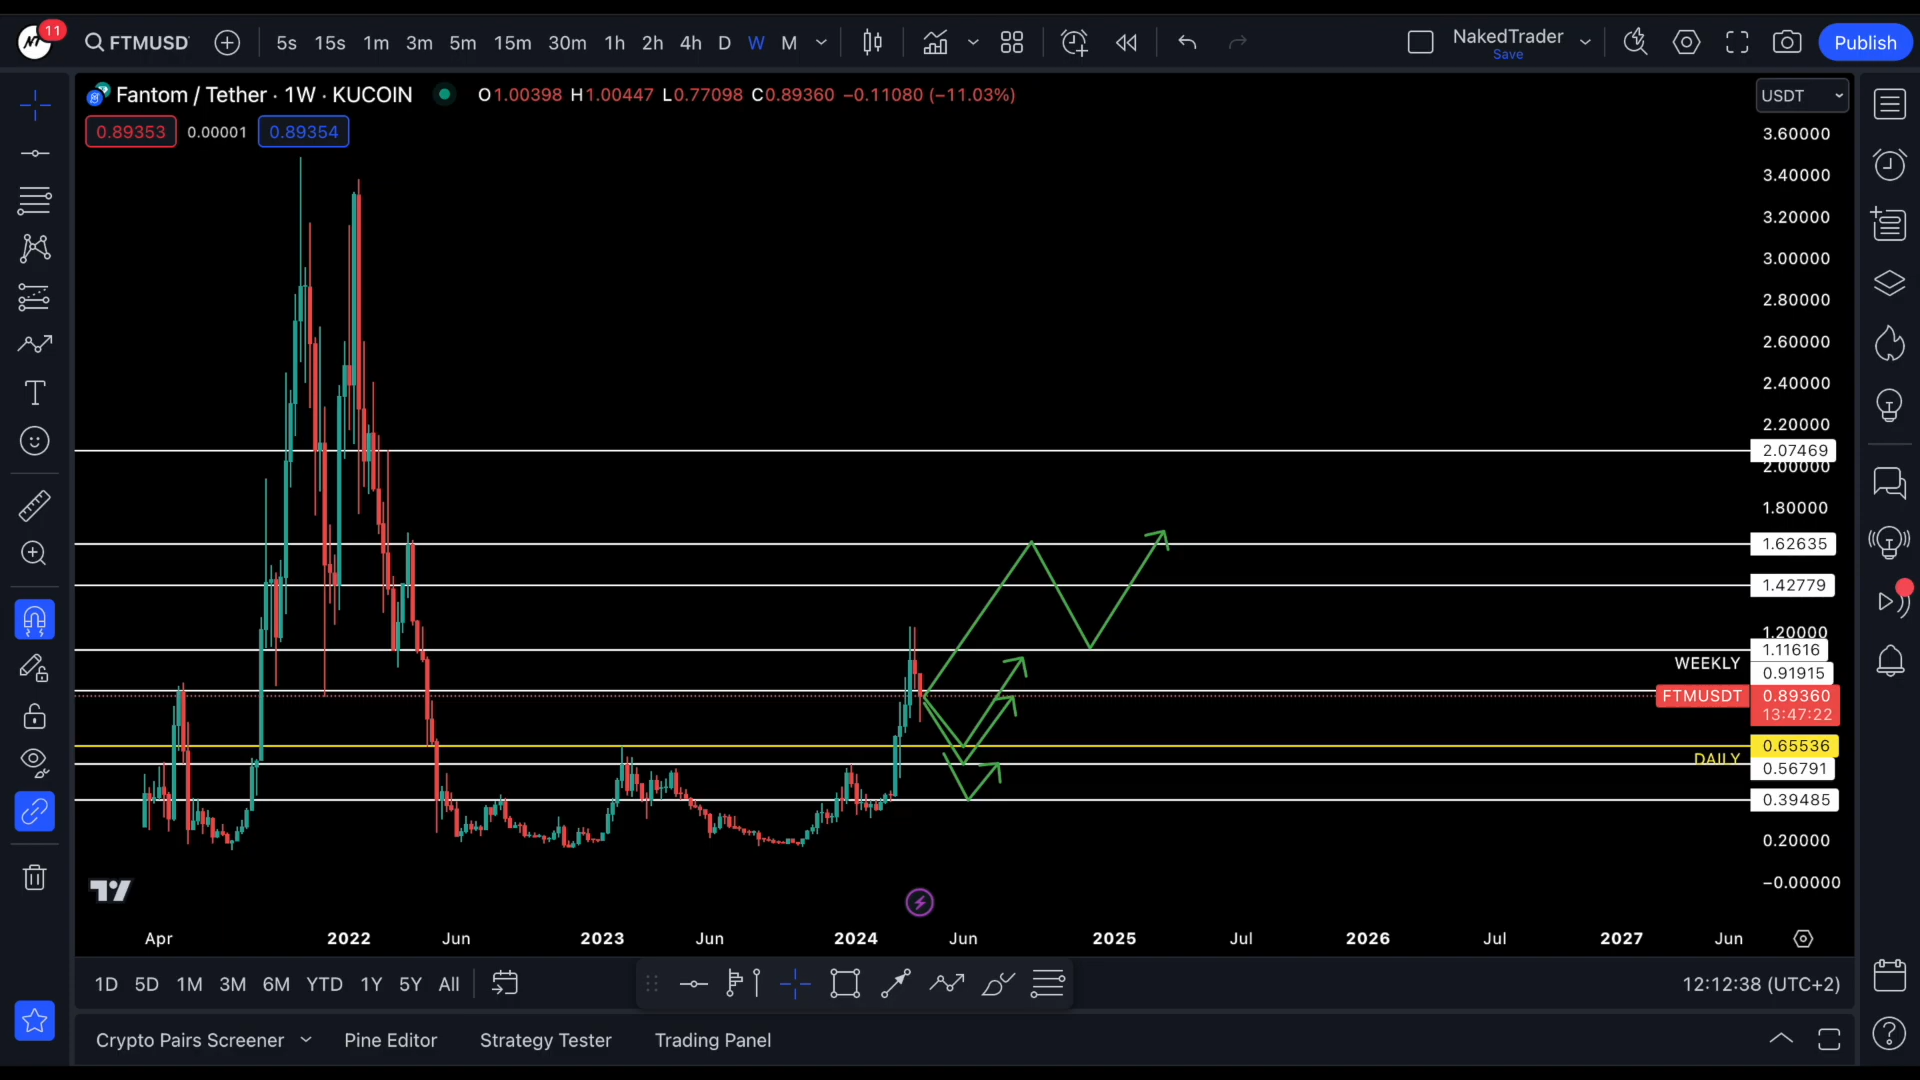 11
FTMUSD
5s 15s 1m 3m 5m 15m 30m 1h 2h 4h D W M
NakedTrader
Save
Publish
Fantom / Tether · 1W · KUCOIN
O1.00398 H1.00447 L0.77098 C0.89360 −0.11080 (−11.03%)
USDT
0.89353 0.00001 0.89354
3.60000
3.40000
3.20000
3.00000
2.80000
2.60000
2.40000
2.20000
2.07469
2.00000
1.80000
1.62635
1.42779
1.20000
1.11616
WEEKLY
0.91915
FTMUSDT 0.89360
13:47:22
0.65536
DAILY
0.56791
0.39485
0.20000
−0.00000
Apr 2022 Jun 2023 Jun 2024 Jun 2025 Jul 2026 Jul 2027 Jun
1D 5D 1M 3M 6M YTD 1Y 5Y All
12:12:38 (UTC+2)
Crypto Pairs Screener Pine Editor Strategy Tester Trading Panel